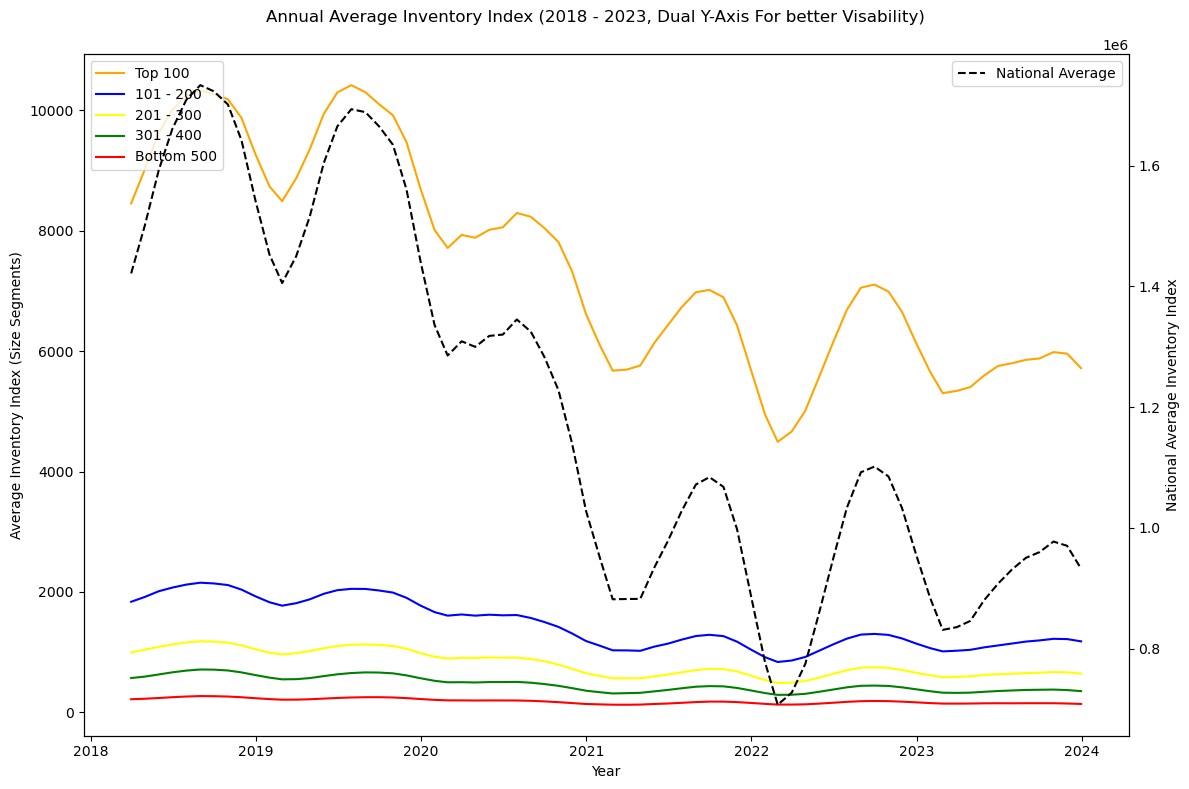 Annual Average Inventory Index (2018 - 2023, Dual Y-Axis For better Visability)
1e6
Top 100
101 - 200
201 - 300
301 - 400
Bottom 500
National Average
Average Inventory Index (Size Segments)
10000
8000
6000
4000
2000
0
1.6
1.4
1.2
1.0
0.8
National Average Inventory Index
2018
2019
2020
2021
2022
2023
2024
Year